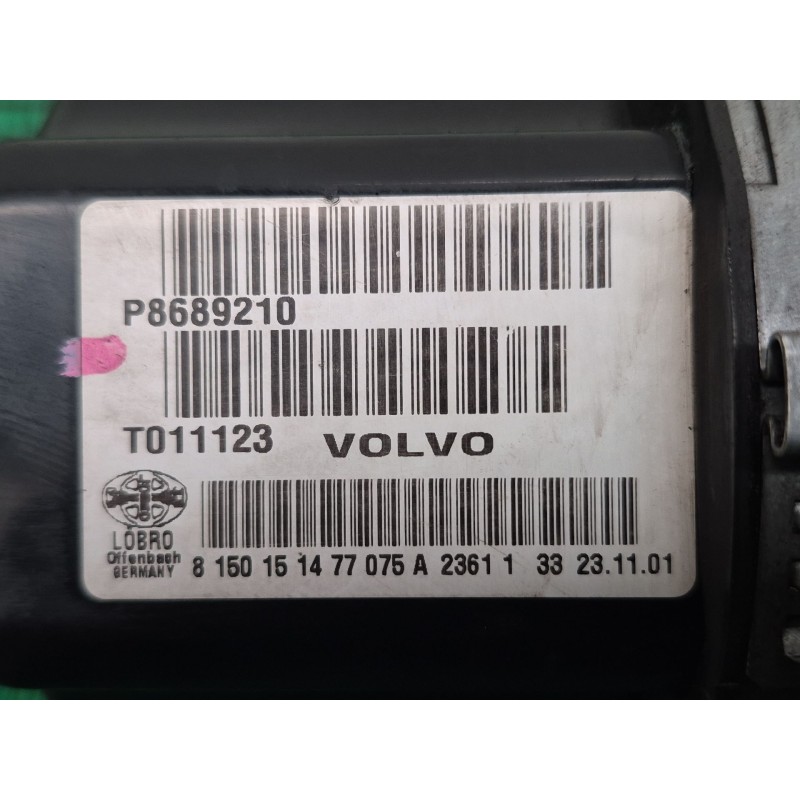 P8689210
T011123 VOLVO
LÖBRO
Offenbach
GERMANY
8 150 15 14 77 075 A 2361 1 33 23.11.01